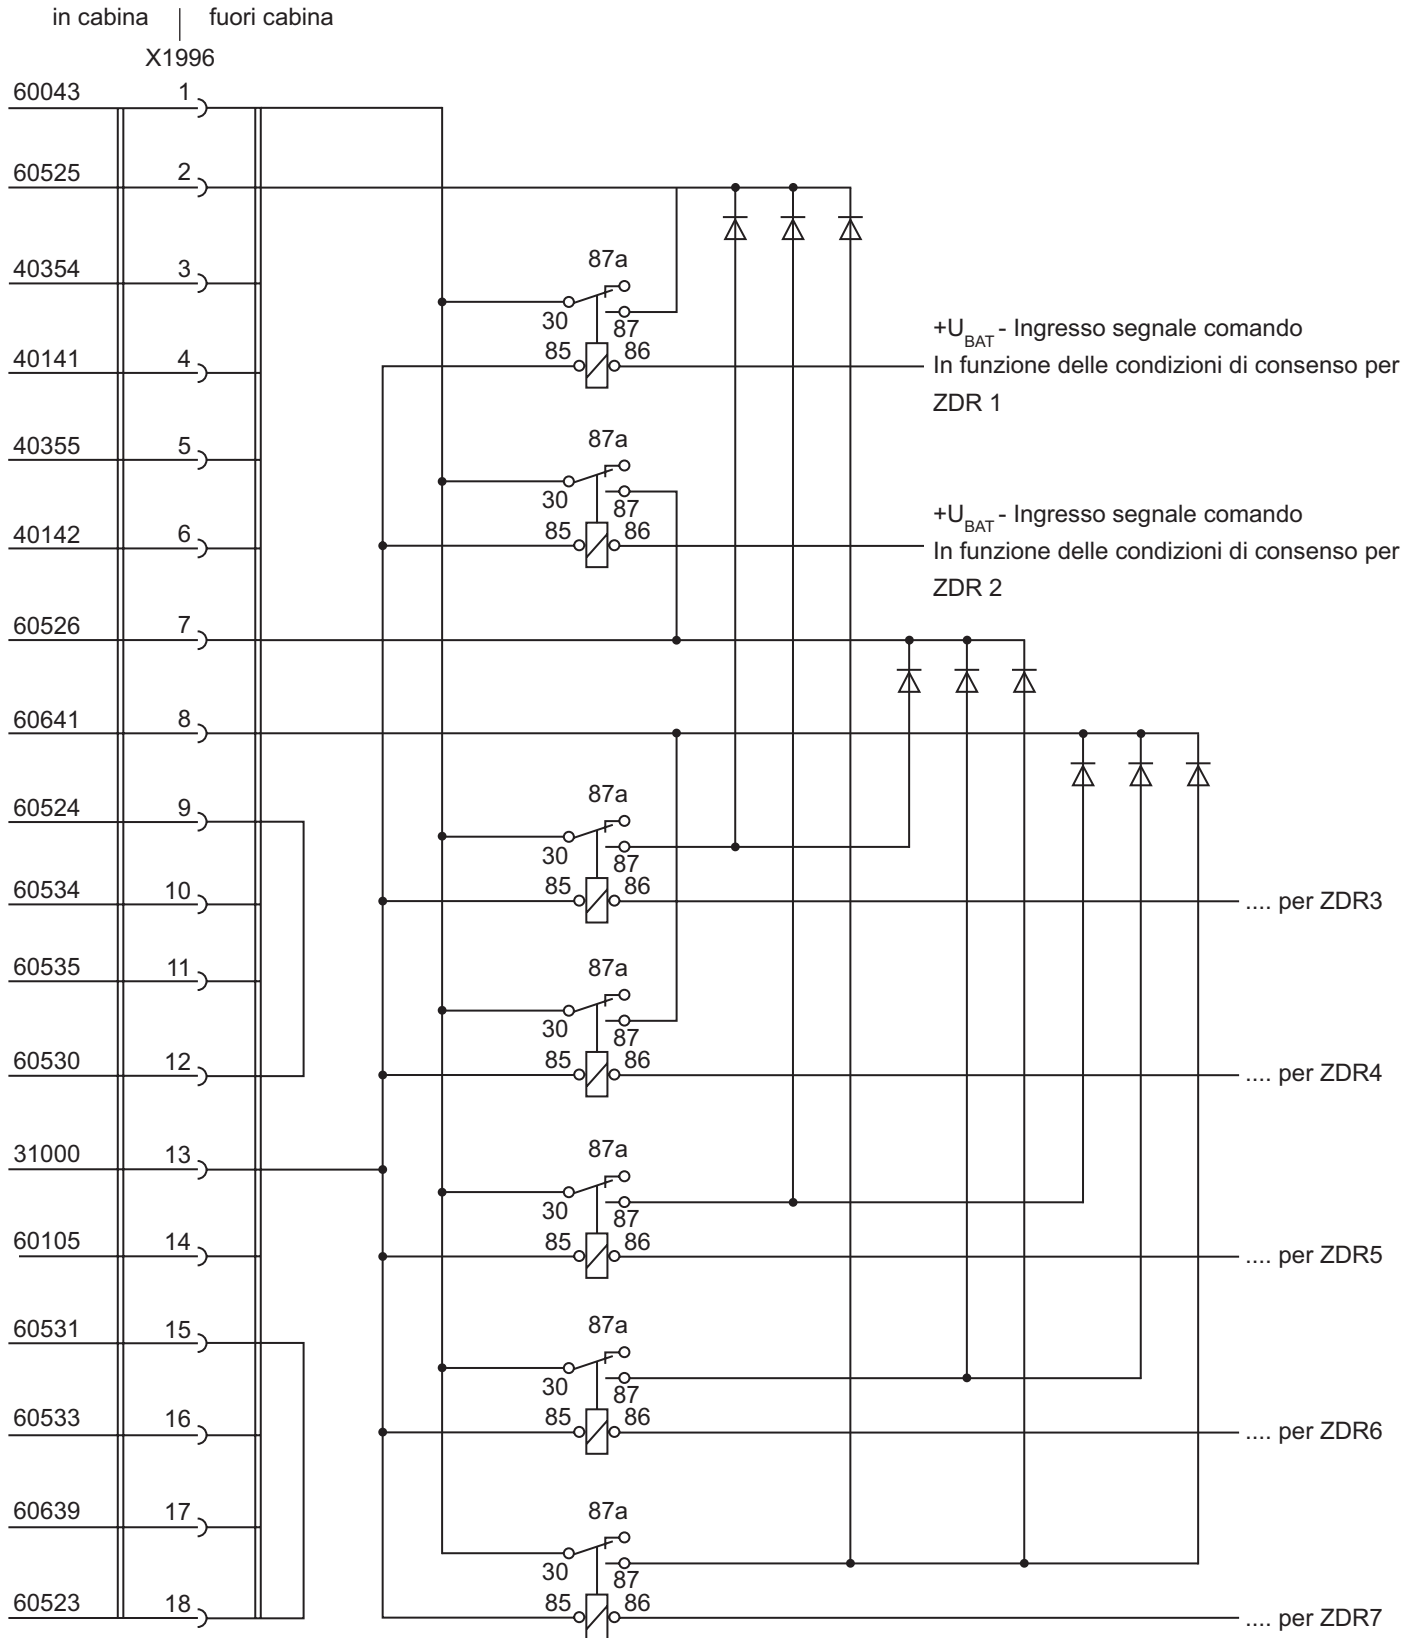 in cabina | fuori cabina
X1996
60043 1
60525 2
87a
40354 3
30 87
+UBAT - Ingresso segnale comando
85 86
40141 4
In funzione delle condizioni di consenso per
ZDR 1
87a
40355 5
30 87
+UBAT - Ingresso segnale comando
85 86
40142 6
In funzione delle condizioni di consenso per
ZDR 2
60526 7
60641 8
87a
60524 9
30 87
85 86
60534 10
.... per ZDR3
60535 11
87a
30 87
60530 12
85 86
.... per ZDR4
31000 13
87a
30 87
60105 14
85 86
.... per ZDR5
60531 15
87a
30 87
60533 16
85 86
.... per ZDR6
60639 17
87a
30 87
60523 18
85 86
.... per ZDR7